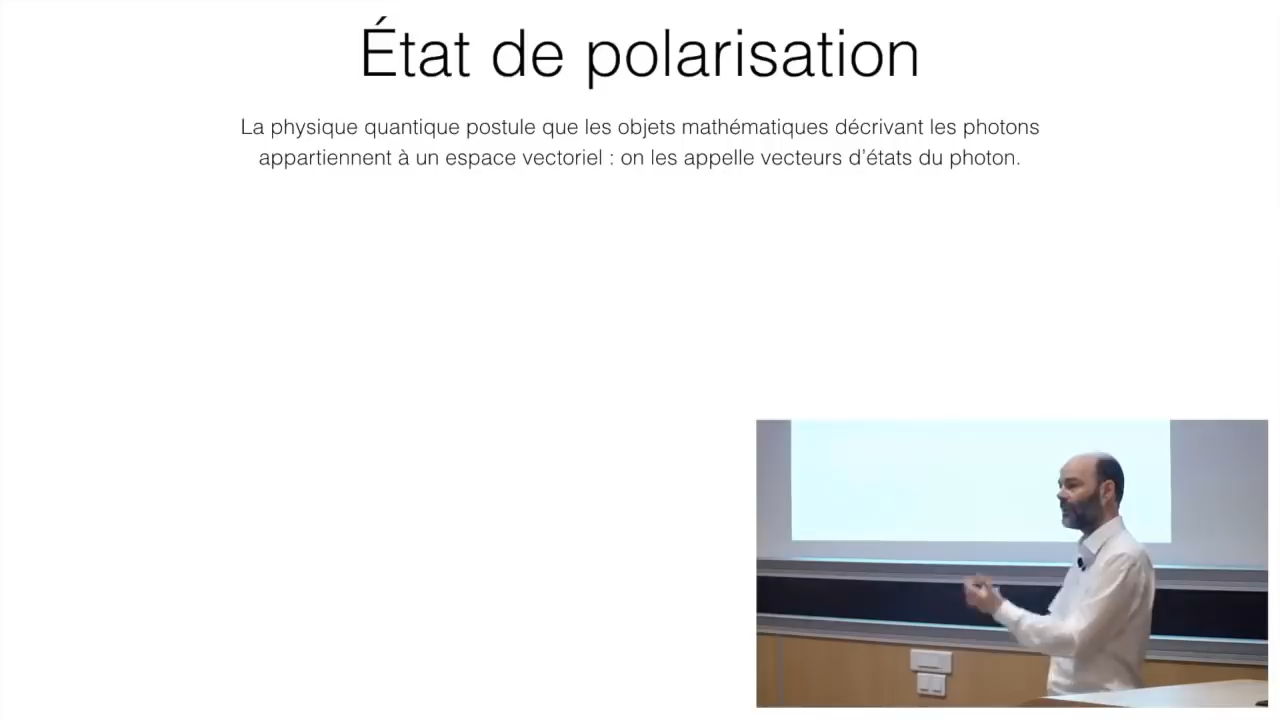 État de polarisation
La physique quantique postule que les objets mathématiques décrivant les photons
appartiennent à un espace vectoriel : on les appelle vecteurs d’états du photon.